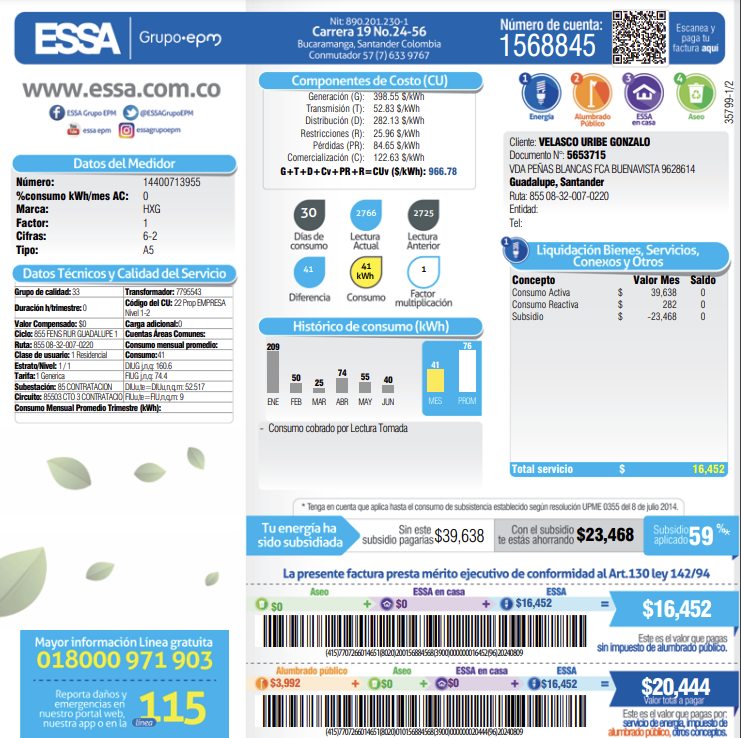 ESSA Grupo·epm
Nit: 890.201.230-1
Carrera 19 No.24-56
Bucaramanga, Santander Colombia
Conmutador 57 (7) 633 9767
Número de cuenta:
1568845
Escanea y
paga tu
factura aquí
www.essa.com.co
ESSA Grupo EPM @ESSAGrupoEPM
essa epm essagrupoepm
Datos del Medidor
Número: 14400713955
%consumo kWh/mes AC: 0
Marca: HXG
Factor: 1
Cifras: 6-2
Tipo: A5
Datos Técnicos y Calidad del Servicio
Grupo de calidad: 33 Transformador: 7795543
Duración h/trimestre: 0 Código del CU: 22 Prop EMPRESA
Nivel 1-2
Valor Compensado: $0 Carga adicional:0
Ciclo: 855 FENS RUR GUADALUPE 1 Cuentas Áreas Comunes:
Ruta: 855 08-32-007-0220 Consumo mensual promedio:
Clase de usuario: 1 Residencial Consumo:41
Estrato/Nivel: 1 / 1 DIUG j,n,q: 160.6
Tarifa:1 Generica FIUG j,n,q: 74.4
Subestación: 85 CONTRATACION DIUu,te=DIUu,n,q,m: 52.517
Circuito: 85503 CTO 3 CONTRATACIO FIUu,te=FIU,n,q,m: 9
Consumo Mensual Promedio Trimestre (kWh):
Componentes de Costo (CU)
Generación (G): 398.55 $/kWh
Transmisión (T): 52.83 $/kWh
Distribución (D): 282.13 $/kWh
Restricciones (R): 25.96 $/kWh
Pérdidas (PR): 84.65 $/kWh
Comercialización (C): 122.63 $/kWh
G+T+D+Cv+PR+R=CUv ($/kWh): 966.78
30 2766 2725
Días de
consumo
Lectura
Actual
Lectura
Anterior
41 41
kWh 1
Diferencia Consumo Factor
multiplicación
Histórico de consumo (kWh)
209 50 25 74 55 40 41 76
ENE FEB MAR ABR MAY JUN MES PROM
- Consumo cobrado por Lectura Tomada
1 2 3 4
Energía Alumbrado
Público ESSA
en casa Aseo
35799-1/2
Cliente: VELASCO URIBE GONZALO
Documento N°: 5653715
VDA PEÑAS BLANCAS FCA BUENAVISTA 9628614
Guadalupe, Santander
Ruta: 855 08-32-007-0220
Entidad:
Tel:
1 Liquidación Bienes, Servicios,
Conexos y Otros
Concepto Valor Mes Saldo
Consumo Activa $ 39,638 0
Consumo Reactiva $ 282 0
Subsidio $ -23,468 0
Total servicio $ 16,452
* Tenga en cuenta que aplica hasta el consumo de subsistencia establecido según resolución UPME 0355 del 8 de julio 2014.
Tu energía ha
sido subsidiada
Sin este
subsidio pagarías $39,638
Con el subsidio
te estás ahorrando $23,468
Subsidio
aplicado 59 %*
La presente factura presta mérito ejecutivo de conformidad al Art.130 ley 142/94
Aseo ESSA en casa ESSA
$0 + $0 + $16,452 = $16,452
(415)7707266014651(8020)20015684568(3900)0000016452(96)20240809
Este es el valor que pagas
sin impuesto de alumbrado público.
Alumbrado público Aseo ESSA en casa ESSA
$3,992 + $0 + $0 + $16,452 = $20,444
Valor total a pagar
Este es el valor que pagas por:
servicio de energía, impuesto de
alumbrado público, otros conceptos.
Mayor información Línea gratuita
018000 971 903
Reporta daños y
emergencias en
nuestro portal web,
nuestra app o en la línea 115